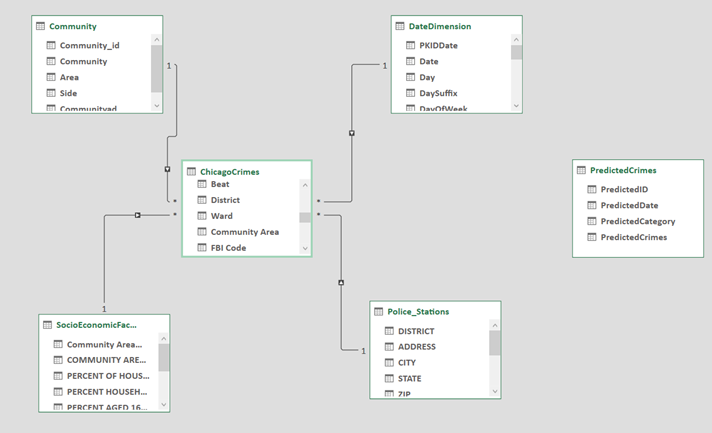 Community
Community_id
Community
Area
Side
Communityad
1
DateDimension
PKIDDate
Date
Day
DaySuffix
DayOfWeek
1
ChicagoCrimes
Beat
District
Ward
Community Area
FBI Code
*
*
*
*
PredictedCrimes
PredictedID
PredictedDate
PredictedCategory
PredictedCrimes
1
SocioEconomicFac...
Community Area...
COMMUNITY ARE...
PERCENT OF HOUS...
PERCENT HOUSEH...
PERCENT AGED 16...
Police_Stations
DISTRICT
ADDRESS
CITY
STATE
ZIP
1